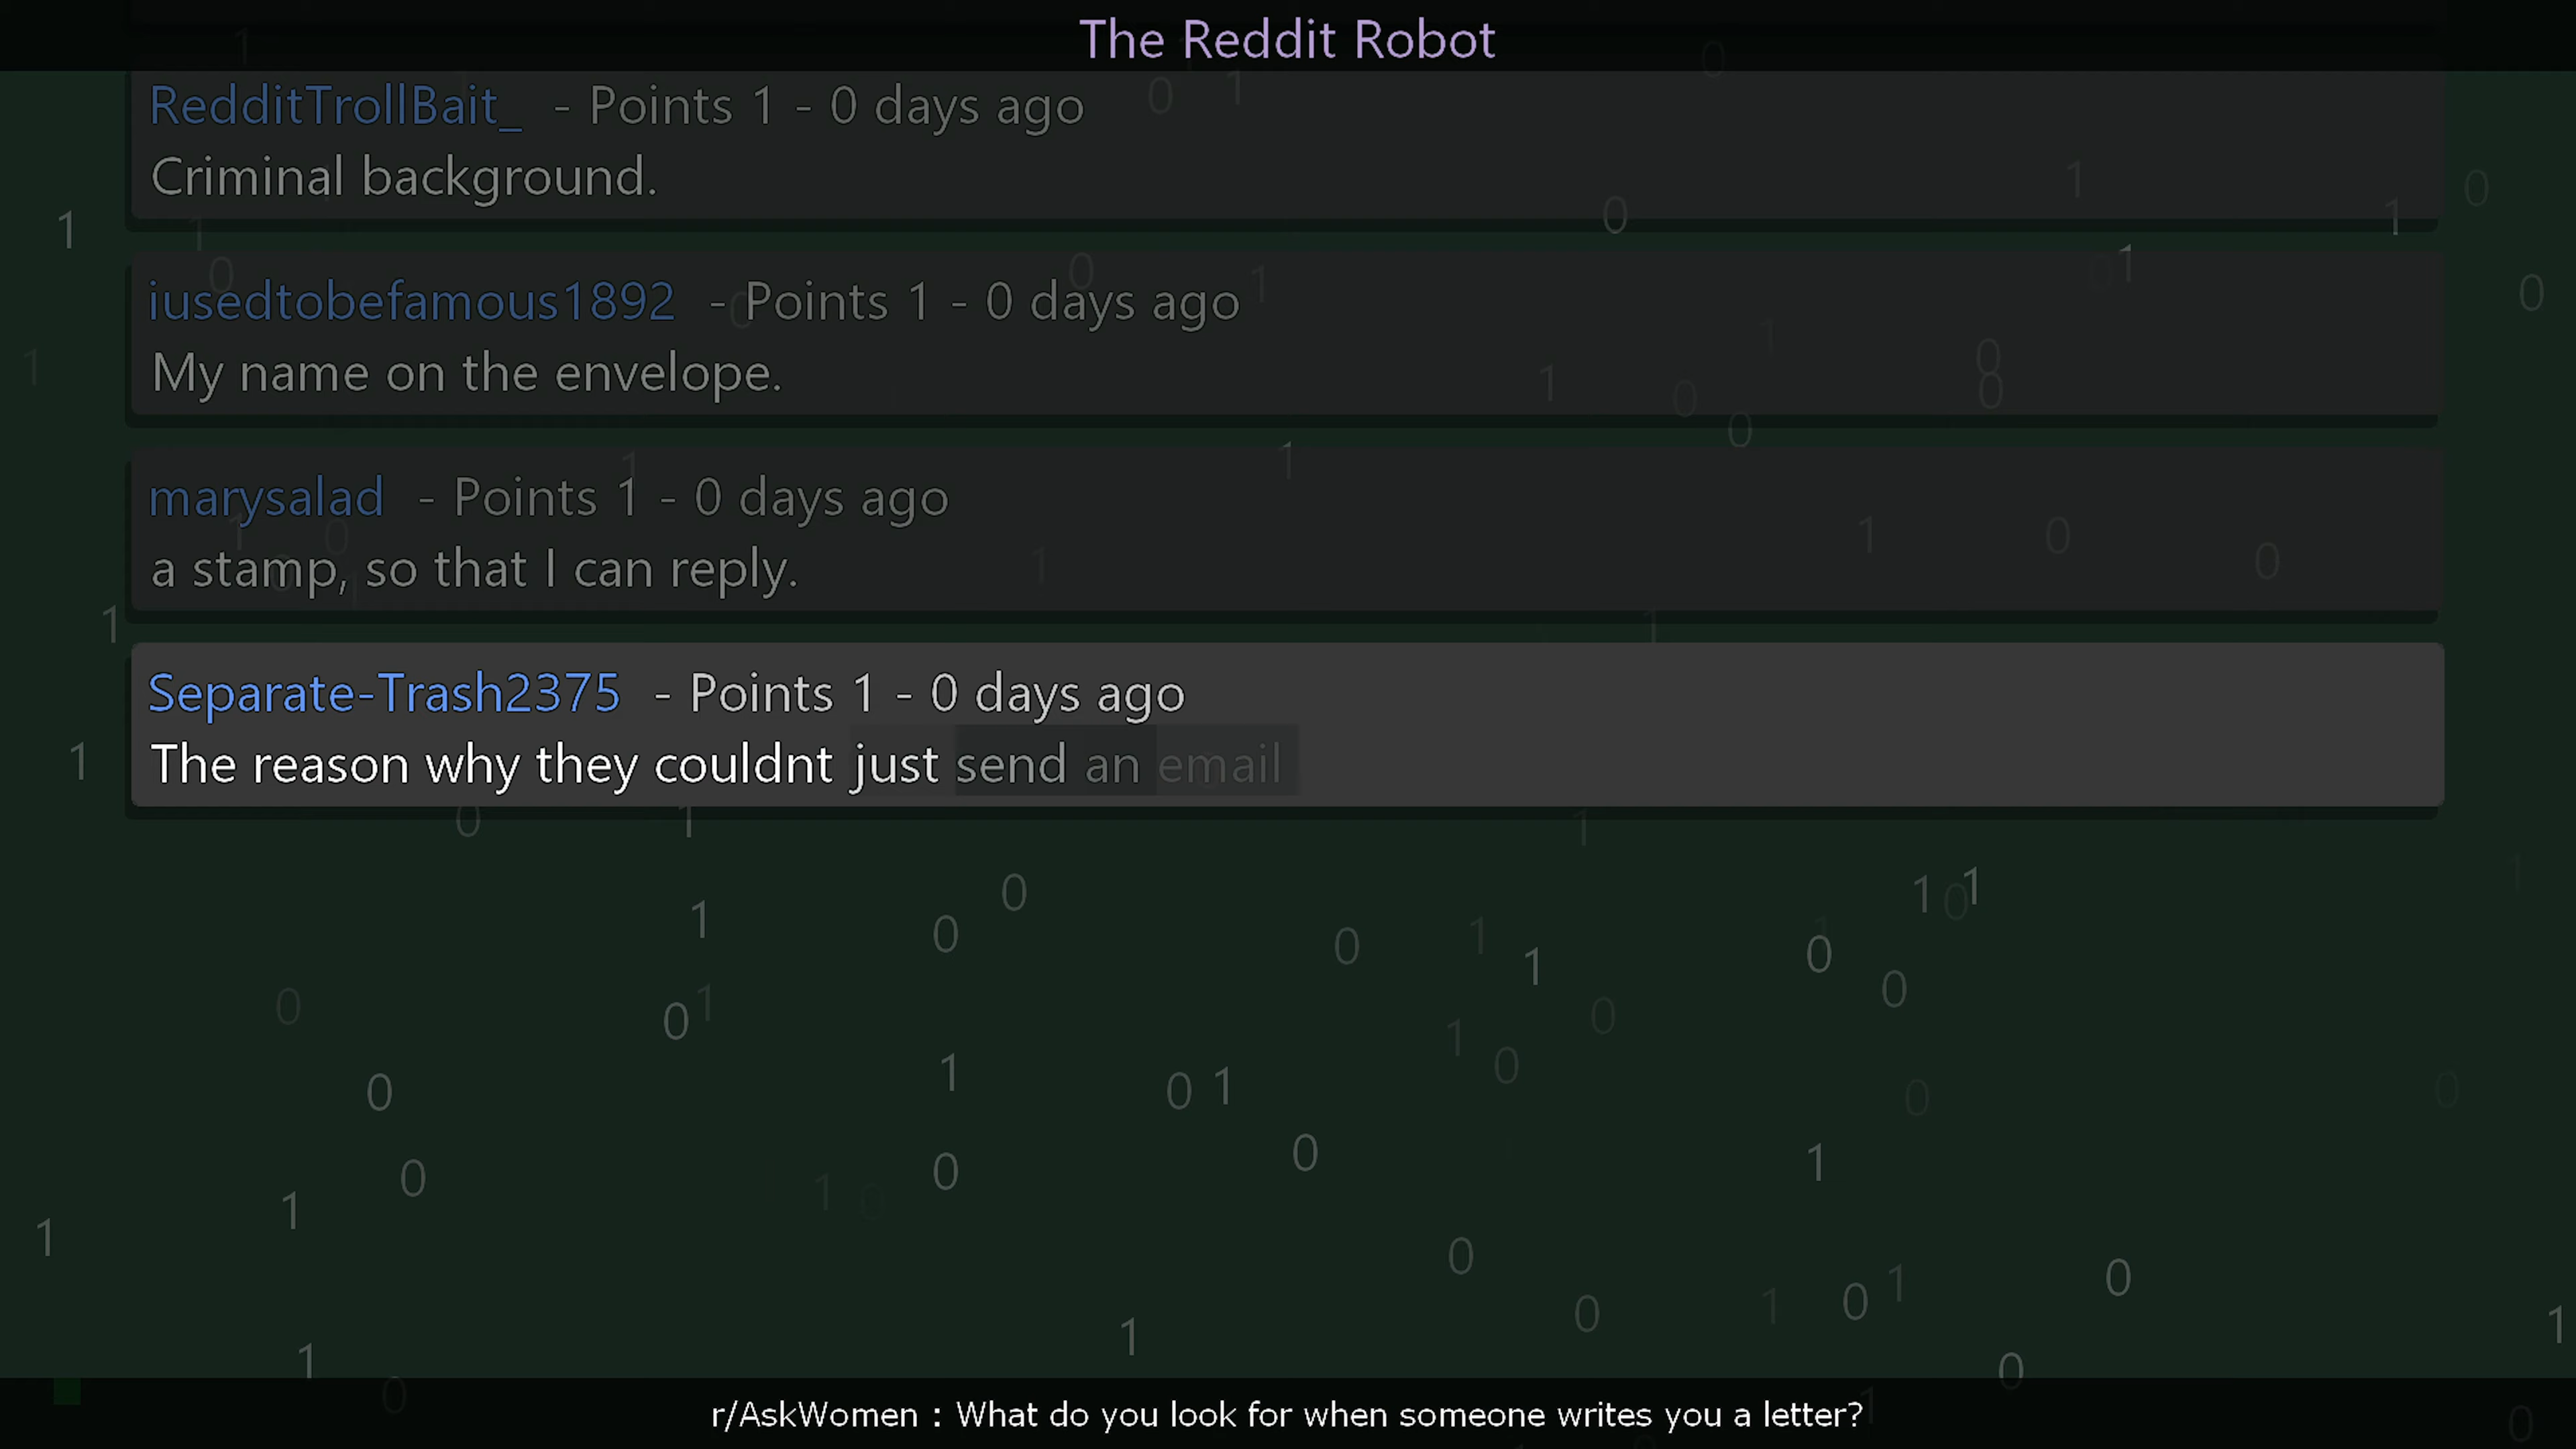 The Reddit Robot
RedditTrollBait_ - Points 1 - 0 days ago
Criminal background.
iusedtobefamous1892 - Points 1 - 0 days ago
My name on the envelope.
marysalad - Points 1 - 0 days ago
a stamp, so that I can reply.
Separate-Trash2375 - Points 1 - 0 days ago
The reason why they couldnt just send an email
r/AskWomen : What do you look for when someone writes you a letter?